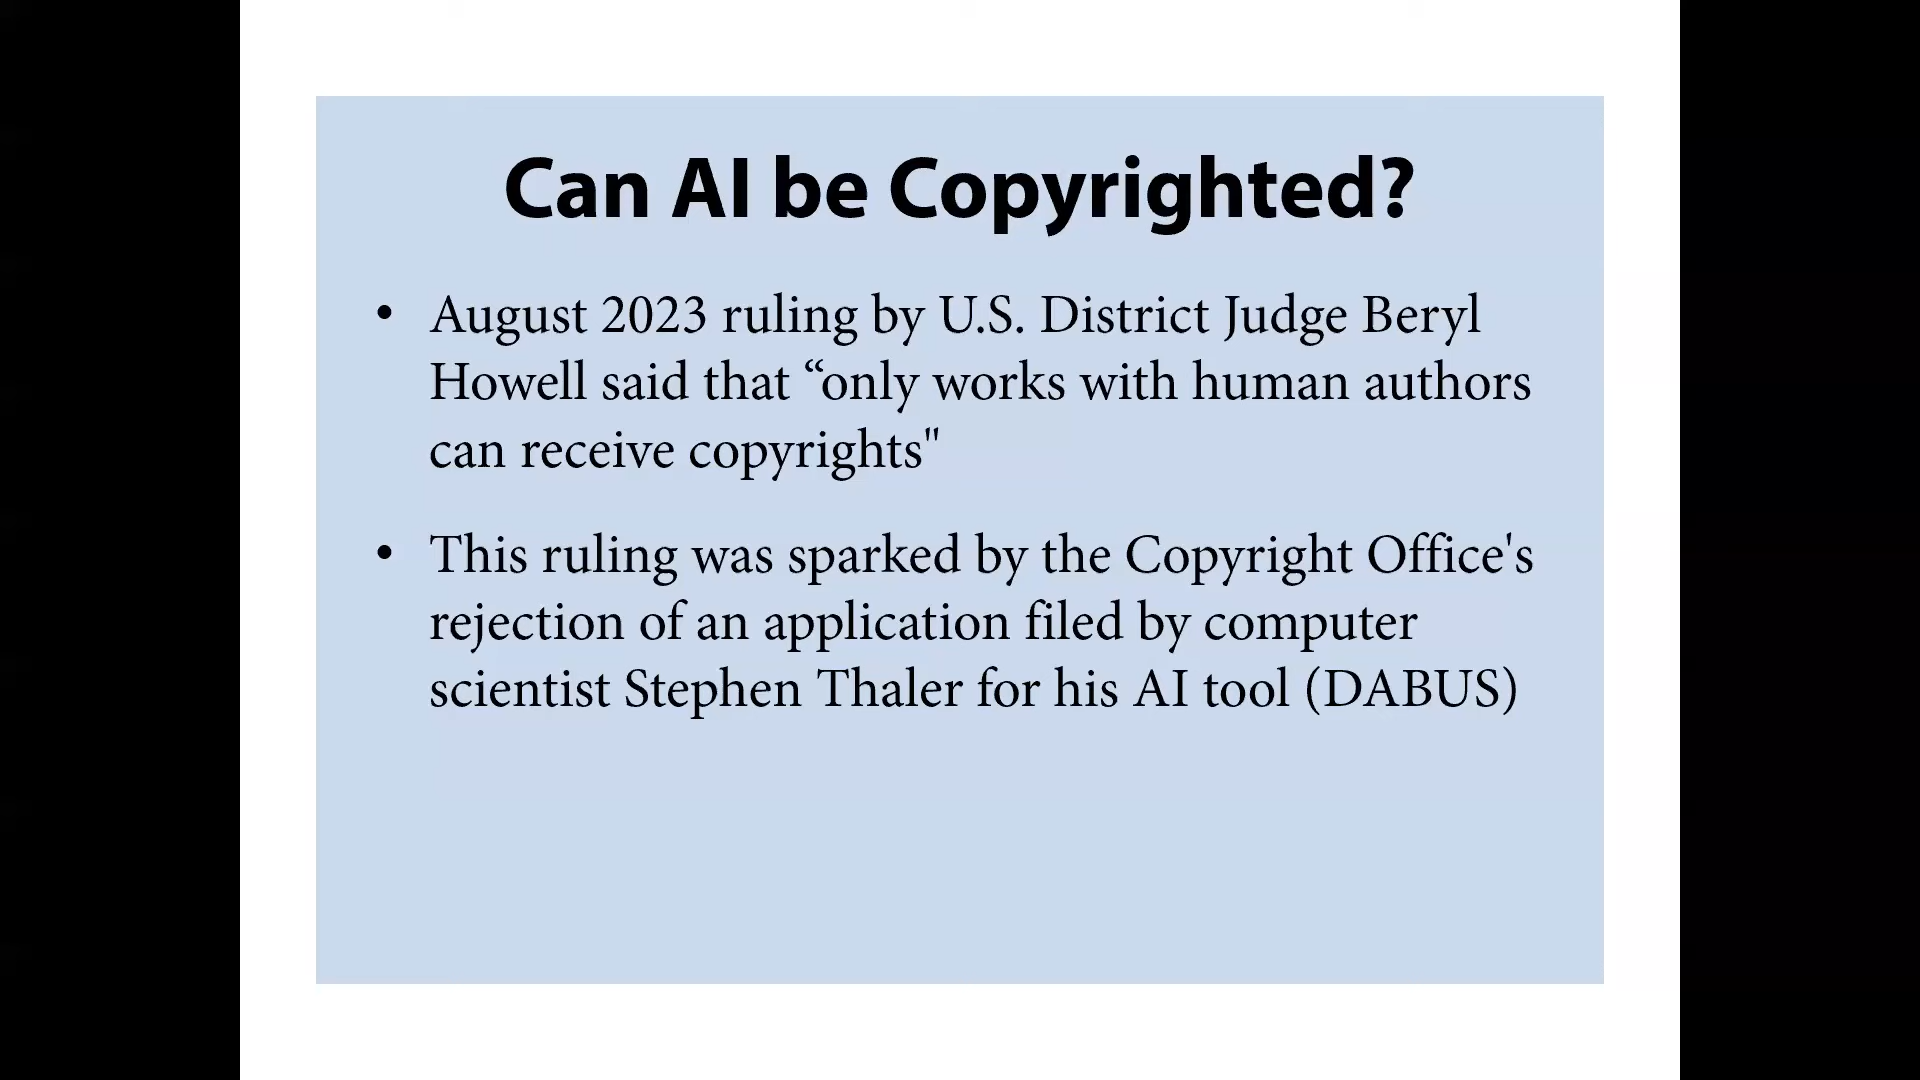 Can AI be Copyrighted?
• August 2023 ruling by U.S. District Judge Beryl
Howell said that “only works with human authors
can receive copyrights"
• This ruling was sparked by the Copyright Office's
rejection of an application filed by computer
scientist Stephen Thaler for his AI tool (DABUS)